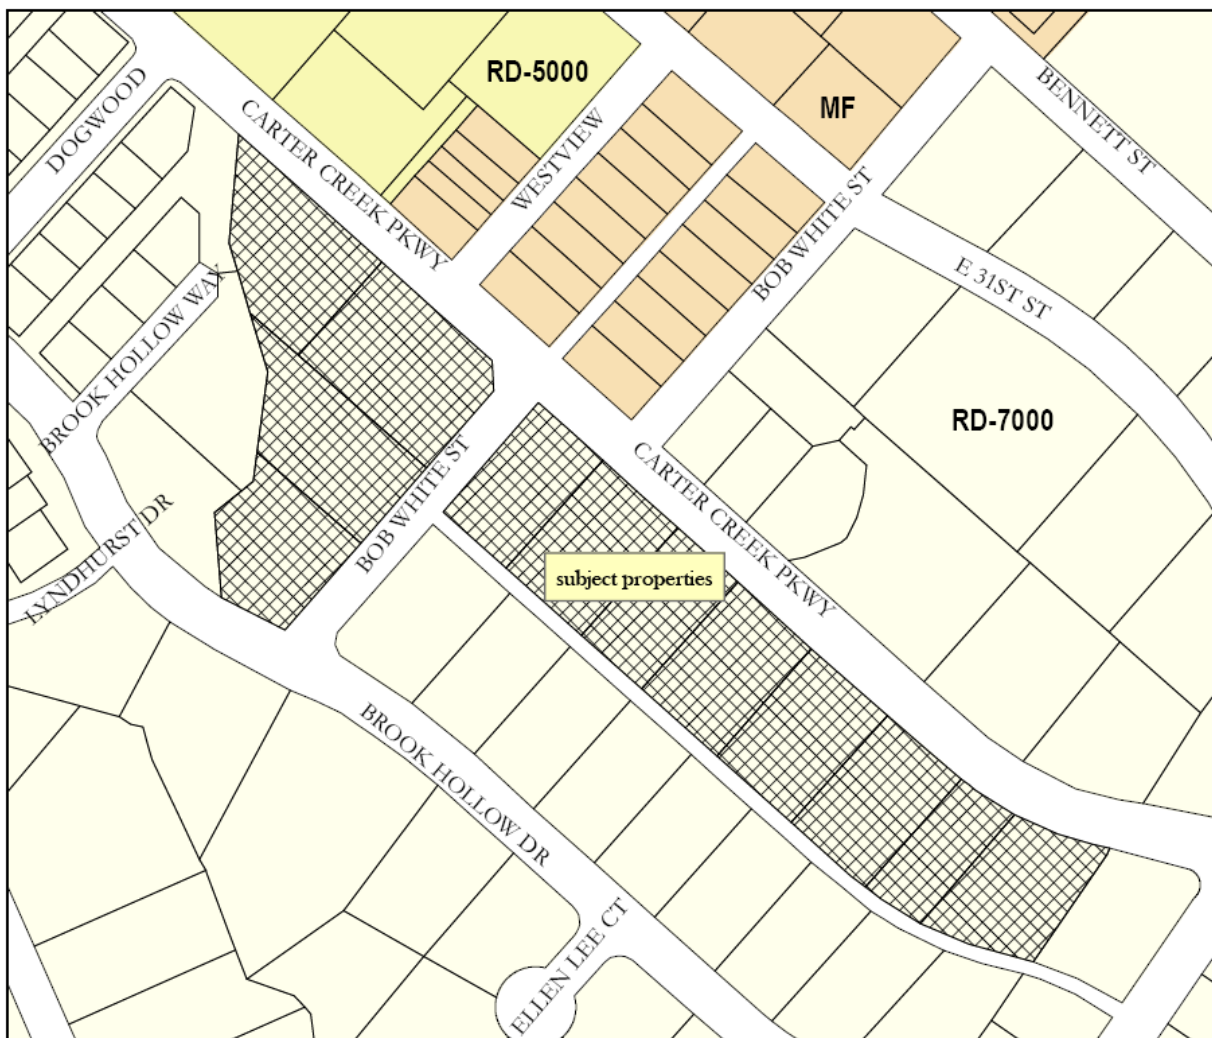 RD-5000
MF
BENNETT ST
DOGWOOD
CARTER CREEK PKWY
WESTVIEW
BOB WHITE ST
E 31ST ST
BROOK HOLLOW WAY
RD-7000
CARTER CREEK PKWY
BOB WHITE ST
LYNDHURST DR
subject properties
BROOK HOLLOW DR
ELLEN LEE CT